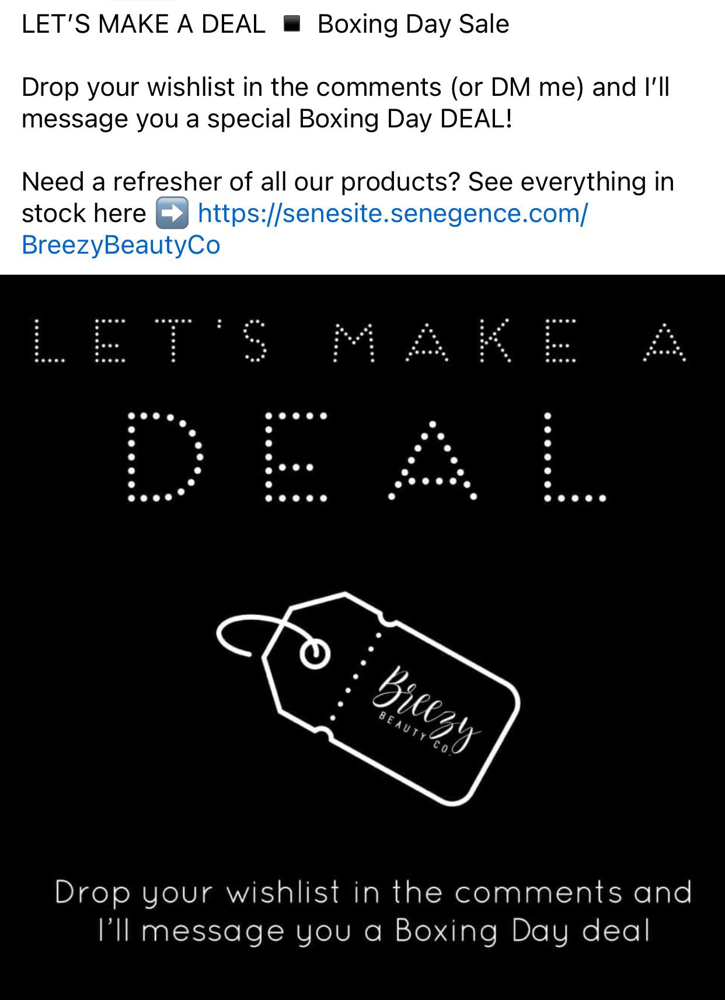 LET’S MAKE A DEAL ▪️ Boxing Day Sale
Drop your wishlist in the comments (or DM me) and I’ll
message you a special Boxing Day DEAL!
Need a refresher of all our products? See everything in
stock here ➡️ https://senesite.senegence.com/
BreezyBeautyCo
LET'S MAKE A
DEAL
Breezy
BEAUTY CO.
Drop your wishlist in the comments and
I’ll message you a Boxing Day deal